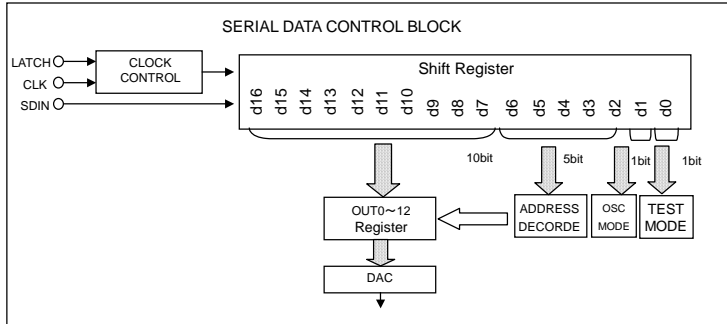 SERIAL DATA CONTROL BLOCK
LATCH
CLK
SDIN
CLOCK
CONTROL
Shift Register
d16 d15 d14 d13 d12 d11 d10 d9 d8 d7 d6 d5 d4 d3 d2 d1 d0
10bit 5bit 1bit 1bit
OUT0～12
Register
ADDRESS
DECORDE
OSC
MODE
TEST
MODE
DAC